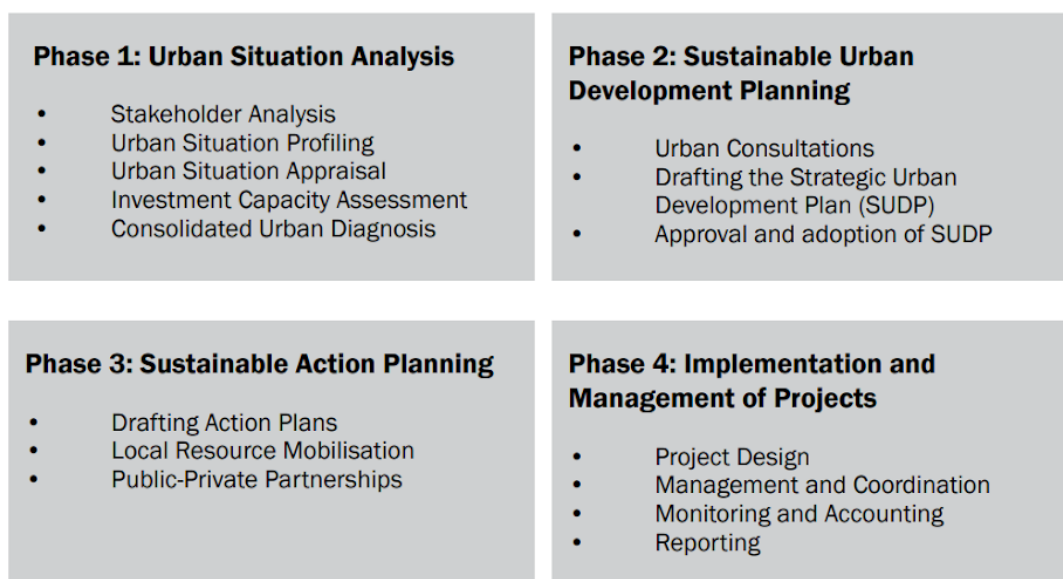 Phase 1: Urban Situation Analysis
• Stakeholder Analysis
• Urban Situation Profiling
• Urban Situation Appraisal
• Investment Capacity Assessment
• Consolidated Urban Diagnosis
Phase 2: Sustainable Urban
Development Planning
• Urban Consultations
• Drafting the Strategic Urban
Development Plan (SUDP)
• Approval and adoption of SUDP
Phase 3: Sustainable Action Planning
• Drafting Action Plans
• Local Resource Mobilisation
• Public-Private Partnerships
Phase 4: Implementation and
Management of Projects
• Project Design
• Management and Coordination
• Monitoring and Accounting
• Reporting